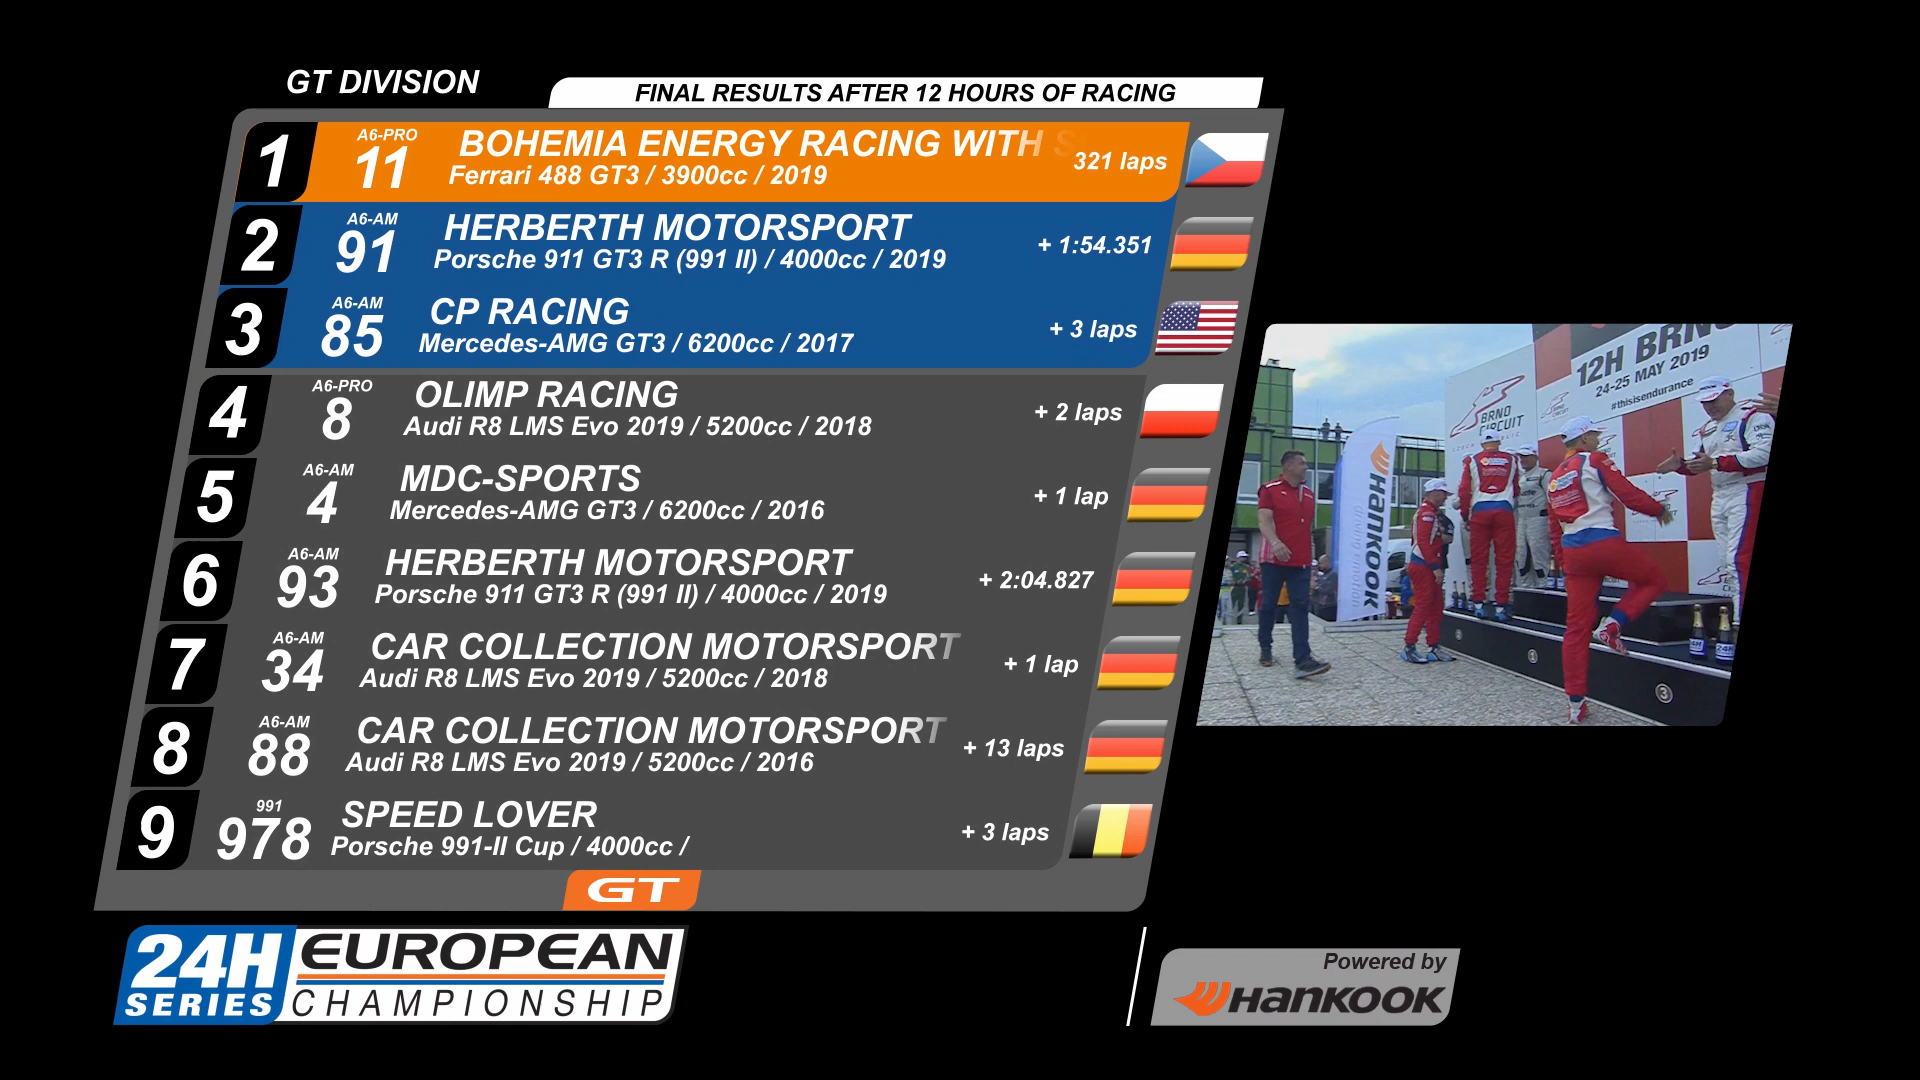 GT DIVISION
FINAL RESULTS AFTER 12 HOURS OF RACING
1
A6-PRO
11
BOHEMIA ENERGY RACING WITH S
Ferrari 488 GT3 / 3900cc / 2019
321 laps
2
A6-AM
91
HERBERTH MOTORSPORT
Porsche 911 GT3 R (991 II) / 4000cc / 2019
+ 1:54.351
3
A6-AM
85
CP RACING
Mercedes-AMG GT3 / 6200cc / 2017
+ 3 laps
4
A6-PRO
8
OLIMP RACING
Audi R8 LMS Evo 2019 / 5200cc / 2018
+ 2 laps
5
A6-AM
4
MDC-SPORTS
Mercedes-AMG GT3 / 6200cc / 2016
+ 1 lap
6
A6-AM
93
HERBERTH MOTORSPORT
Porsche 911 GT3 R (991 II) / 4000cc / 2019
+ 2:04.827
7
A6-AM
34
CAR COLLECTION MOTORSPORT
Audi R8 LMS Evo 2019 / 5200cc / 2018
+ 1 lap
8
A6-AM
88
CAR COLLECTION MOTORSPORT
Audi R8 LMS Evo 2019 / 5200cc / 2016
+ 13 laps
9
991
978
SPEED LOVER
Porsche 991-II Cup / 4000cc /
+ 3 laps
GT
12H BRNO
24-25 MAY 2019
#thisisendurance
BRNO
CIRCUIT
BRNO
CIRCUIT
HANKOOK
1
3
24H
SERIES
EUROPEAN
CHAMPIONSHIP
Powered by
HANKOOK